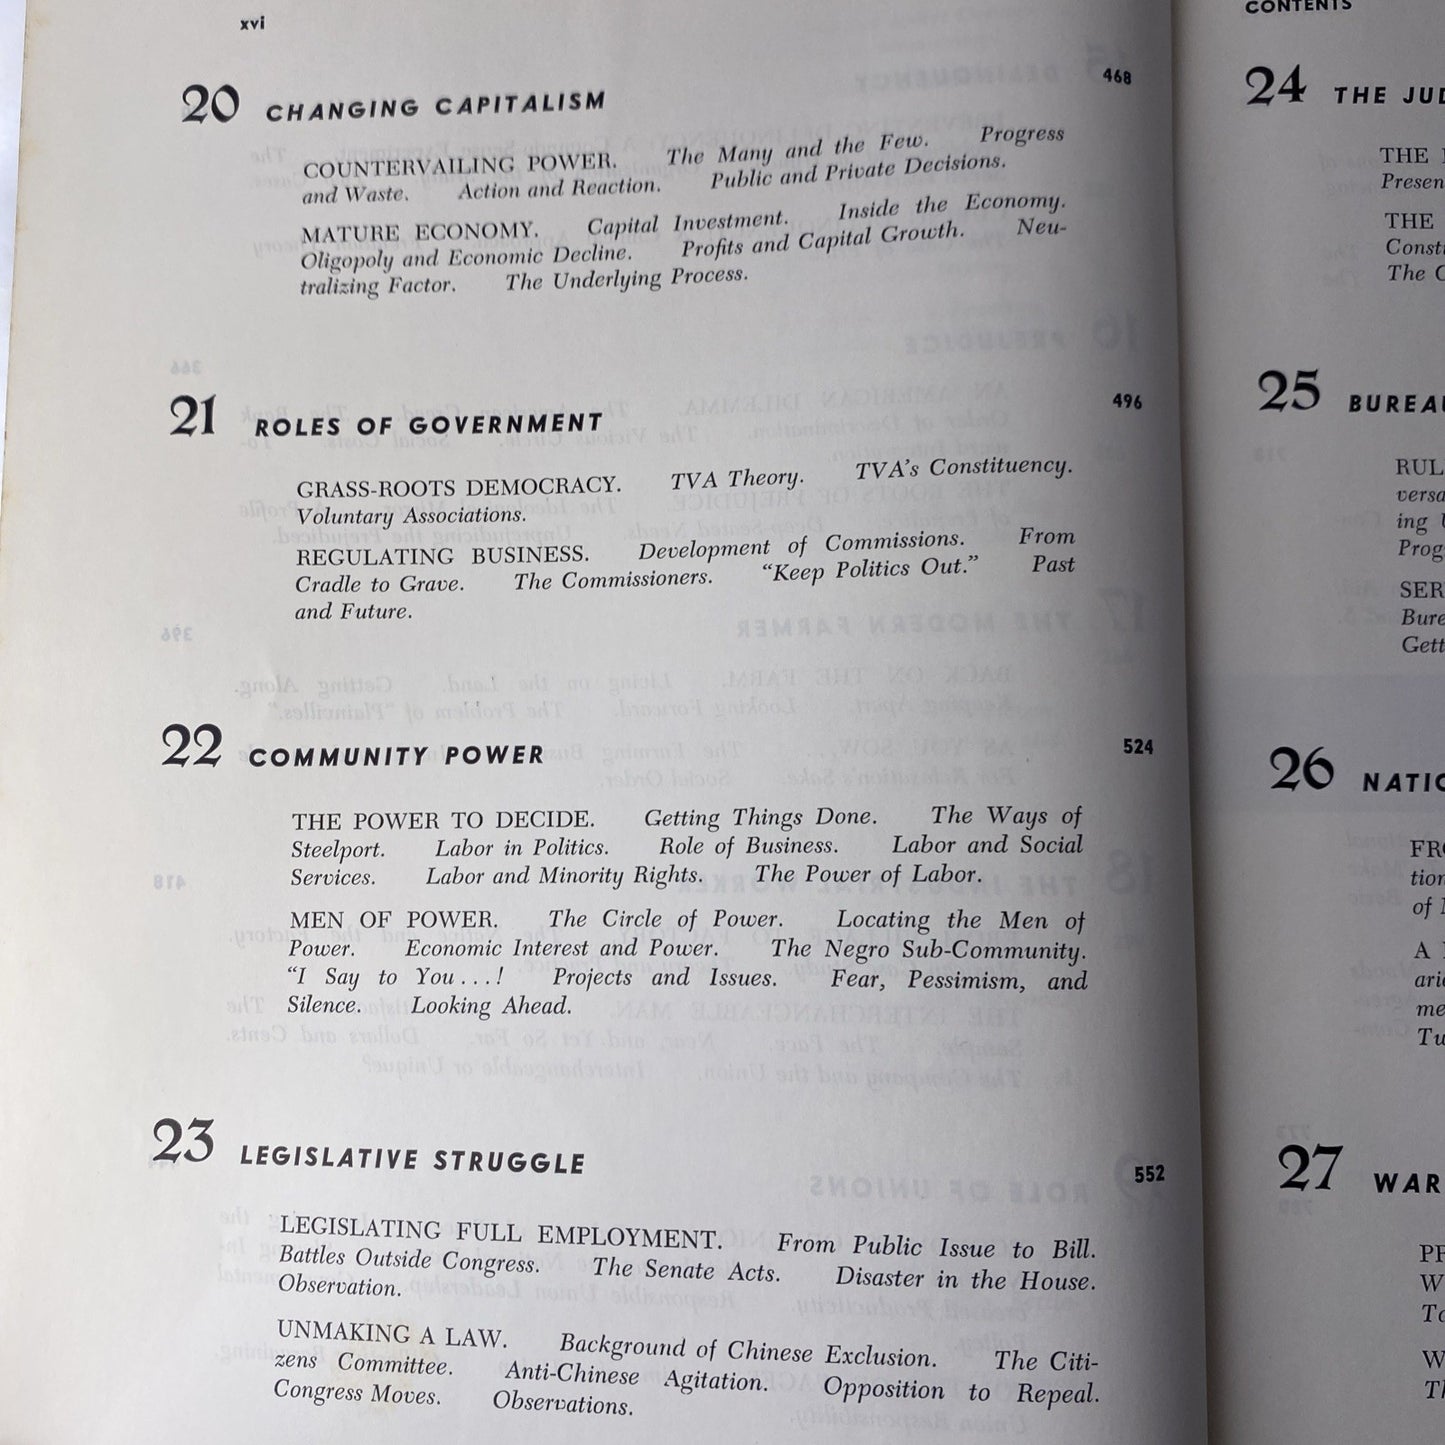 xvi
20 CHANGING CAPITALISM 468
COUNTERVAILING POWER. The Many and the Few. Progress
and Waste. Action and Reaction. Public and Private Decisions.
MATURE ECONOMY. Capital Investment. Inside the Economy.
Oligopoly and Economic Decline. Profits and Capital Growth. Neu-
tralizing Factor. The Underlying Process.
21 ROLES OF GOVERNMENT 496
GRASS-ROOTS DEMOCRACY. TVA Theory. TVA's Constituency.
Voluntary Associations.
REGULATING BUSINESS. Development of Commissions. From
Cradle to Grave. The Commissioners. "Keep Politics Out." Past
and Future.
22 COMMUNITY POWER 524
THE POWER TO DECIDE. Getting Things Done. The Ways of
Steelport. Labor in Politics. Role of Business. Labor and Social
Services. Labor and Minority Rights. The Power of Labor.
MEN OF POWER. The Circle of Power. Locating the Men of
Power. Economic Interest and Power. The Negro Sub-Community.
"I Say to You...! Projects and Issues. Fear, Pessimism, and
Silence. Looking Ahead.
23 LEGISLATIVE STRUGGLE 552
LEGISLATING FULL EMPLOYMENT. From Public Issue to Bill.
Battles Outside Congress. The Senate Acts. Disaster in the House.
Observation.
UNMAKING A LAW. Background of Chinese Exclusion. The Citi-
zens Committee. Anti-Chinese Agitation. Opposition to Repeal.
Congress Moves. Observations.
CONTENTS
24 THE
THE
THE
The
25
26
of
A
27 WAR